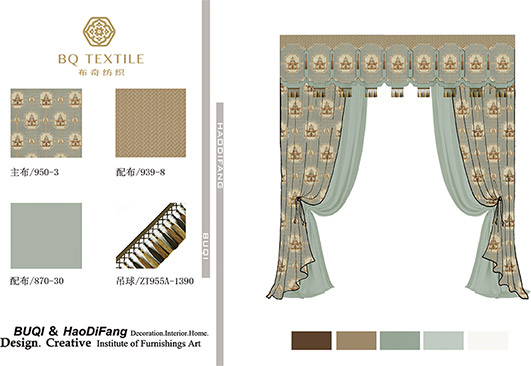 BQ TEXTILE
布奇纺织
主布/950-3
配布/939-8
配布/870-30
吊球/ZT955A-1390
HAODIFANG
BUQI
BUQI & HaoDiFang Decoration.Interior.Home.
Design. Creative Institute of Furnishings Art